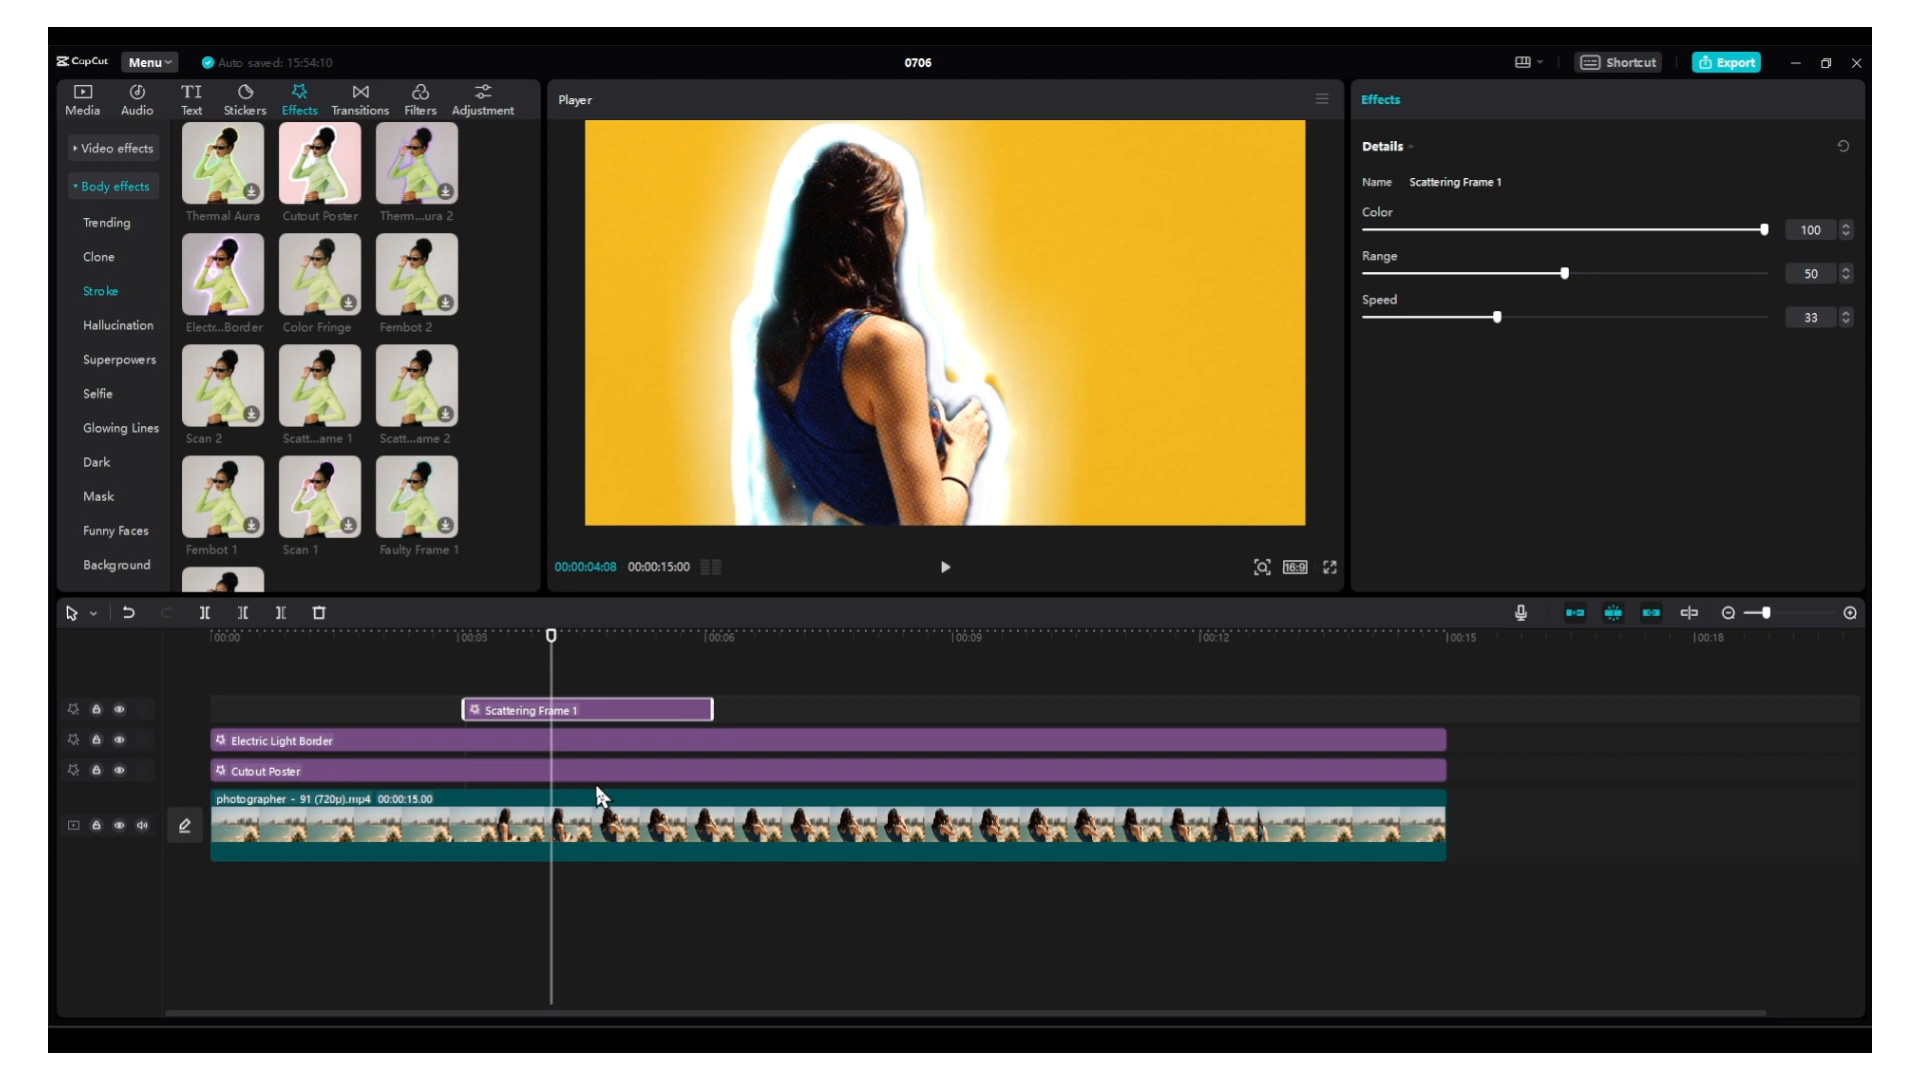 CapCut
Menu
Auto saved: 15:54:10
0706
Shortcut
Export
Media
Audio
TI
Text
Stickers
Effects
Transitions
Filters
Adjustment
Player
Effects
Video effects
Body effects
Trending
Clone
Stroke
Hallucination
Superpowers
Selfie
Glowing Lines
Dark
Mask
Funny Faces
Background
Thermal Aura
Cutout Poster
Therm...ura 2
Electr...Border
Color Fringe
Fembot 2
Scan 2
Scatt...ame 1
Scatt...ame 2
Fembot 1
Scan 1
Faulty Frame 1
Details
Name Scattering Frame 1
Color
100
Range
50
Speed
33
00:00:04:08 00:00:15:00
16:9
00:00
00:03
00:06
00:09
00:12
00:15
00:18
Scattering Frame 1
Electric Light Border
Cutout Poster
photographer - 91 (720p).mp4 00:00:15.00